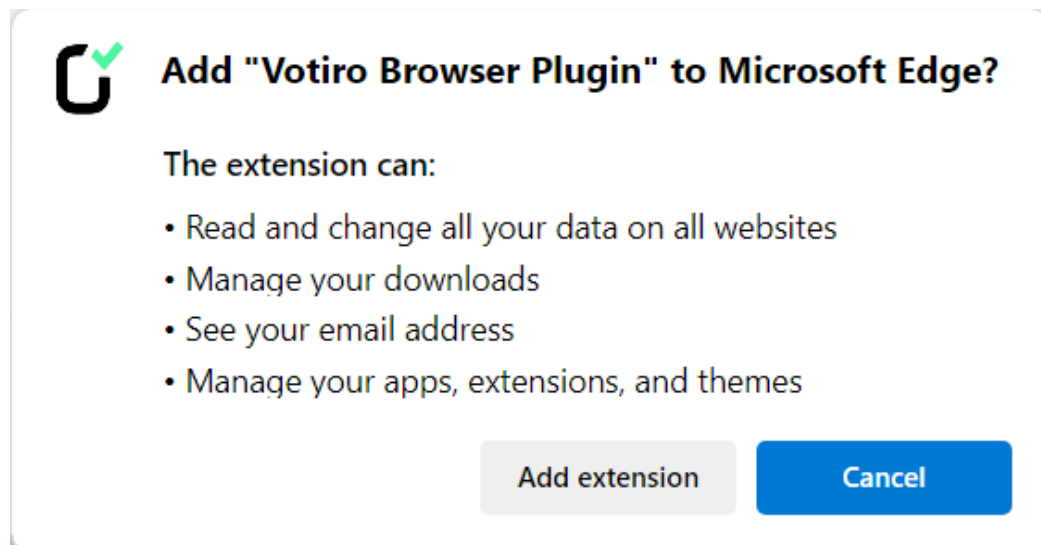 Add "Votiro Browser Plugin" to Microsoft Edge?
The extension can:
• Read and change all your data on all websites
• Manage your downloads
• See your email address
• Manage your apps, extensions, and themes
Add extension
Cancel